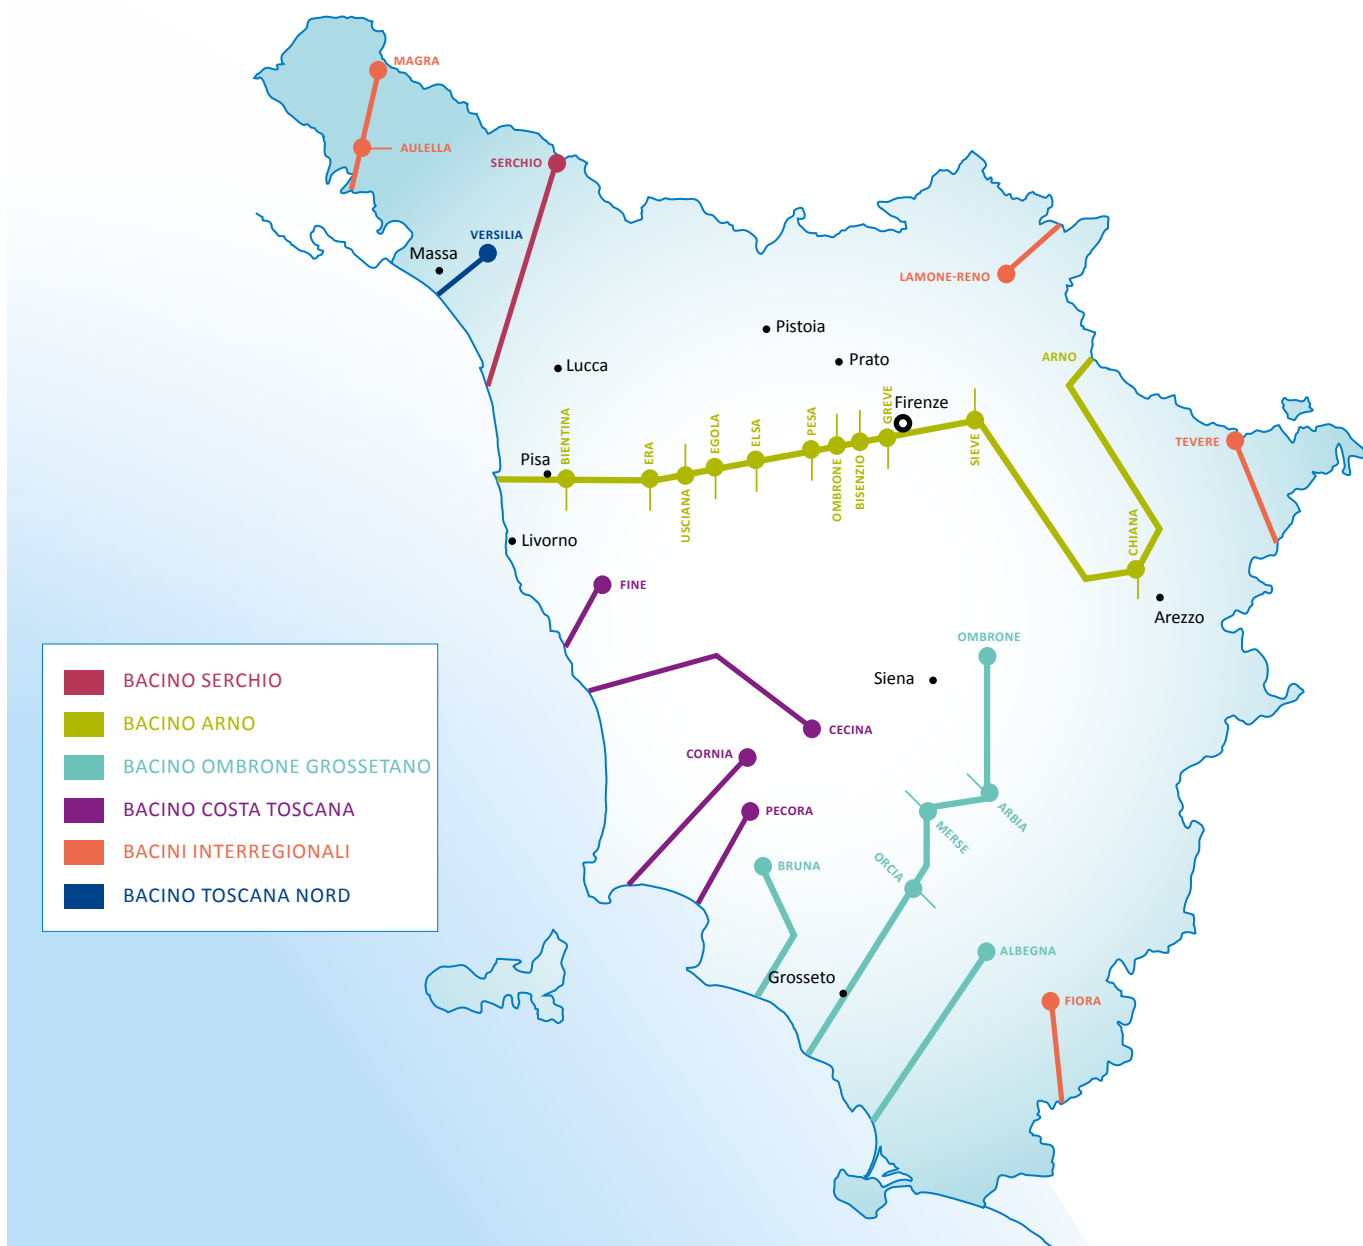 MAGRA
AULELLA
SERCHIO
VERSILIA
Massa
LAMONE-RENO
Pistoia
Prato
Lucca
ARNO
Firenze
TEVERE
Pisa
BIENTINA
ERA
USCIANA
EGOLA
ELSA
PESA
OMBRONE
BISENZIO
GREVE
SIEVE
CHIANA
Livorno
FINE
Arezzo
OMBRONE
Siena
CECINA
CORNIA
PECORA
ARBIA
MERSE
BRUNA
ORCIA
ALBEGNA
Grosseto
FIORA
BACINO SERCHIO
BACINO ARNO
BACINO OMBRONE GROSSETANO
BACINO COSTA TOSCANA
BACINI INTERREGIONALI
BACINO TOSCANA NORD